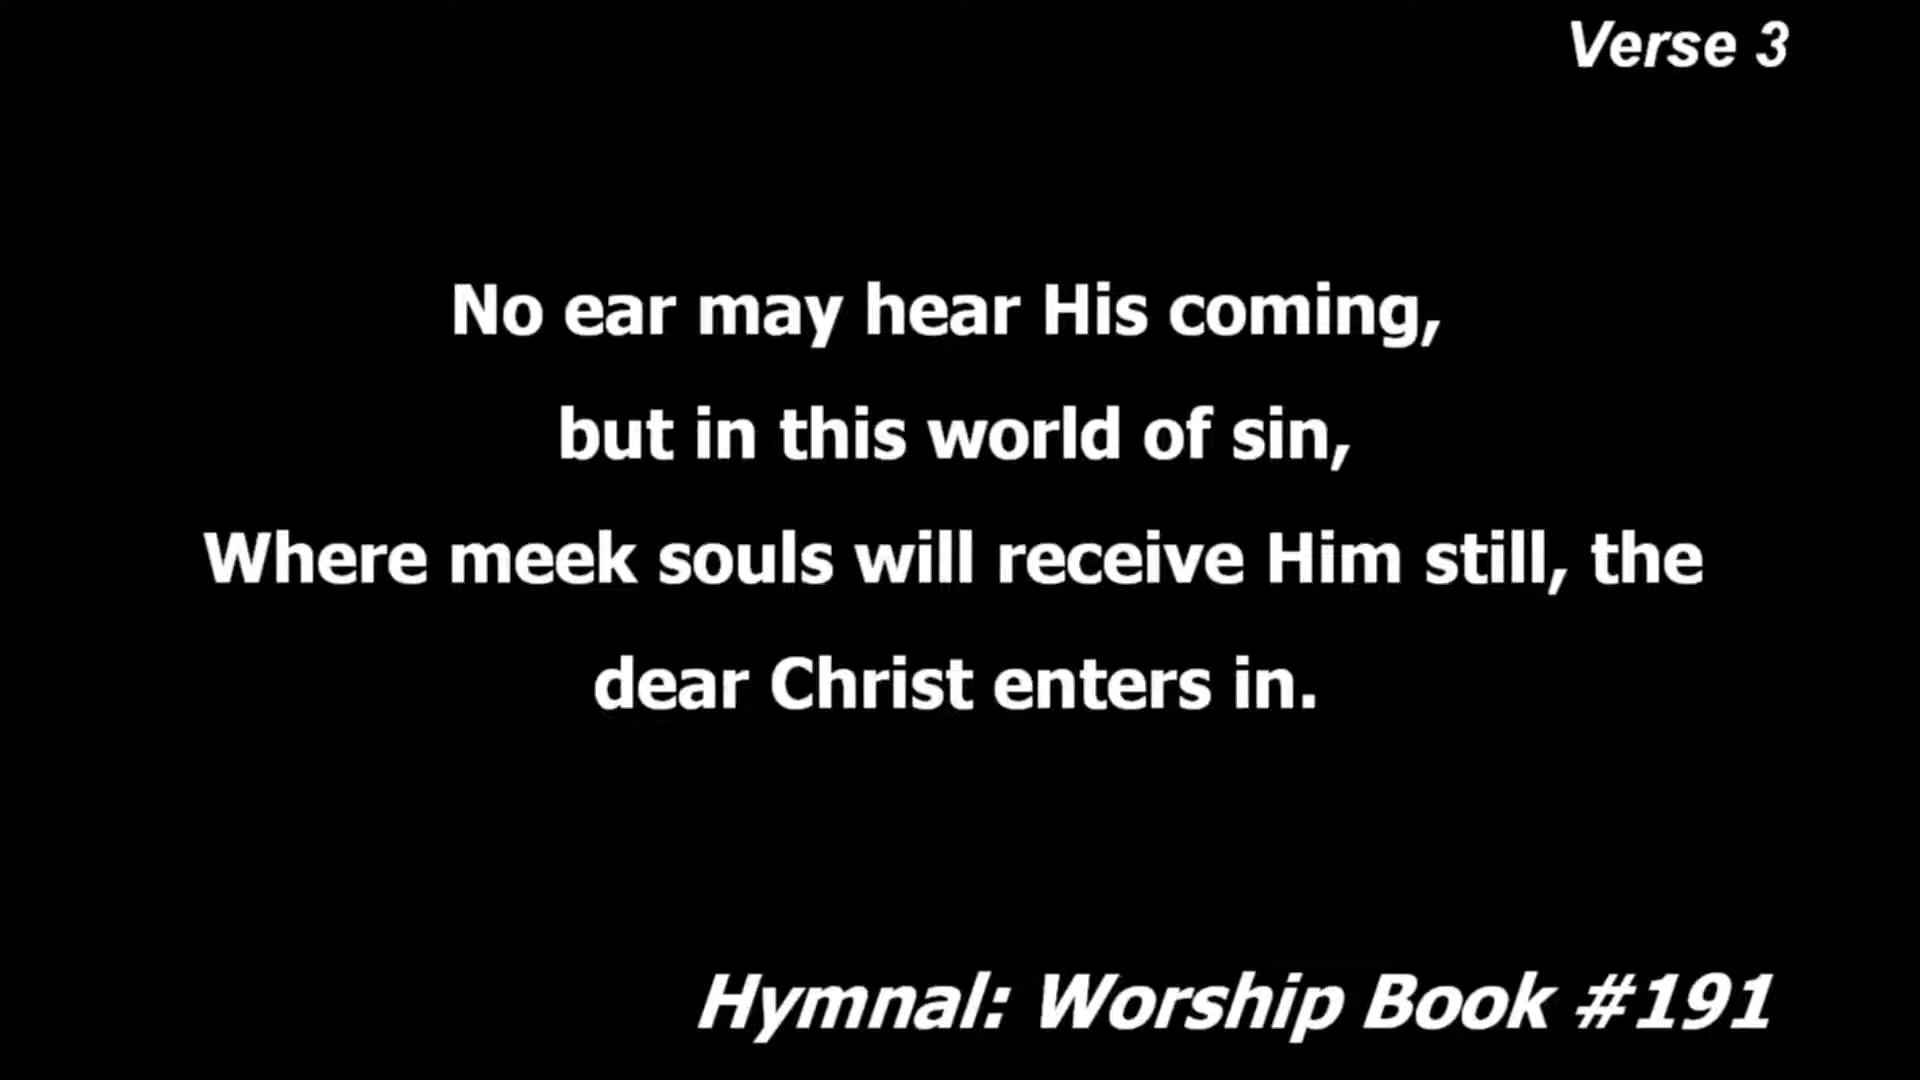 Verse 3
No ear may hear His coming,
but in this world of sin,
Where meek souls will receive Him still, the
dear Christ enters in.
Hymnal: Worship Book #191